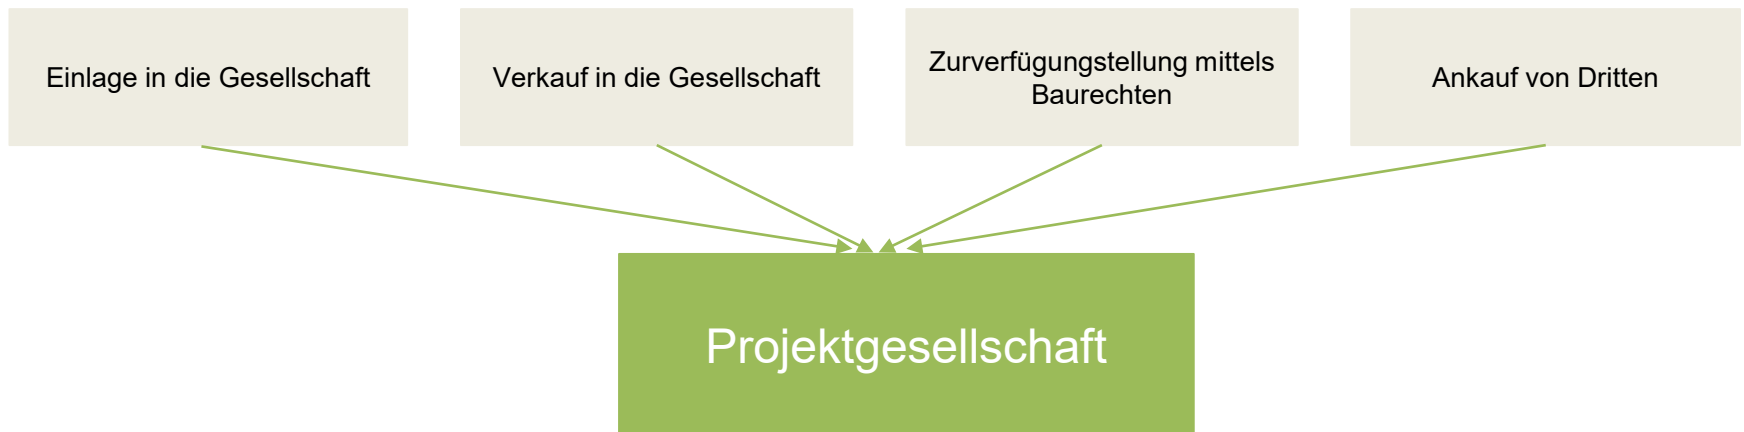 Einlage in die Gesellschaft
Verkauf in die Gesellschaft
Zurverfügungstellung mittels
Baurechten
Ankauf von Dritten
Projektgesellschaft